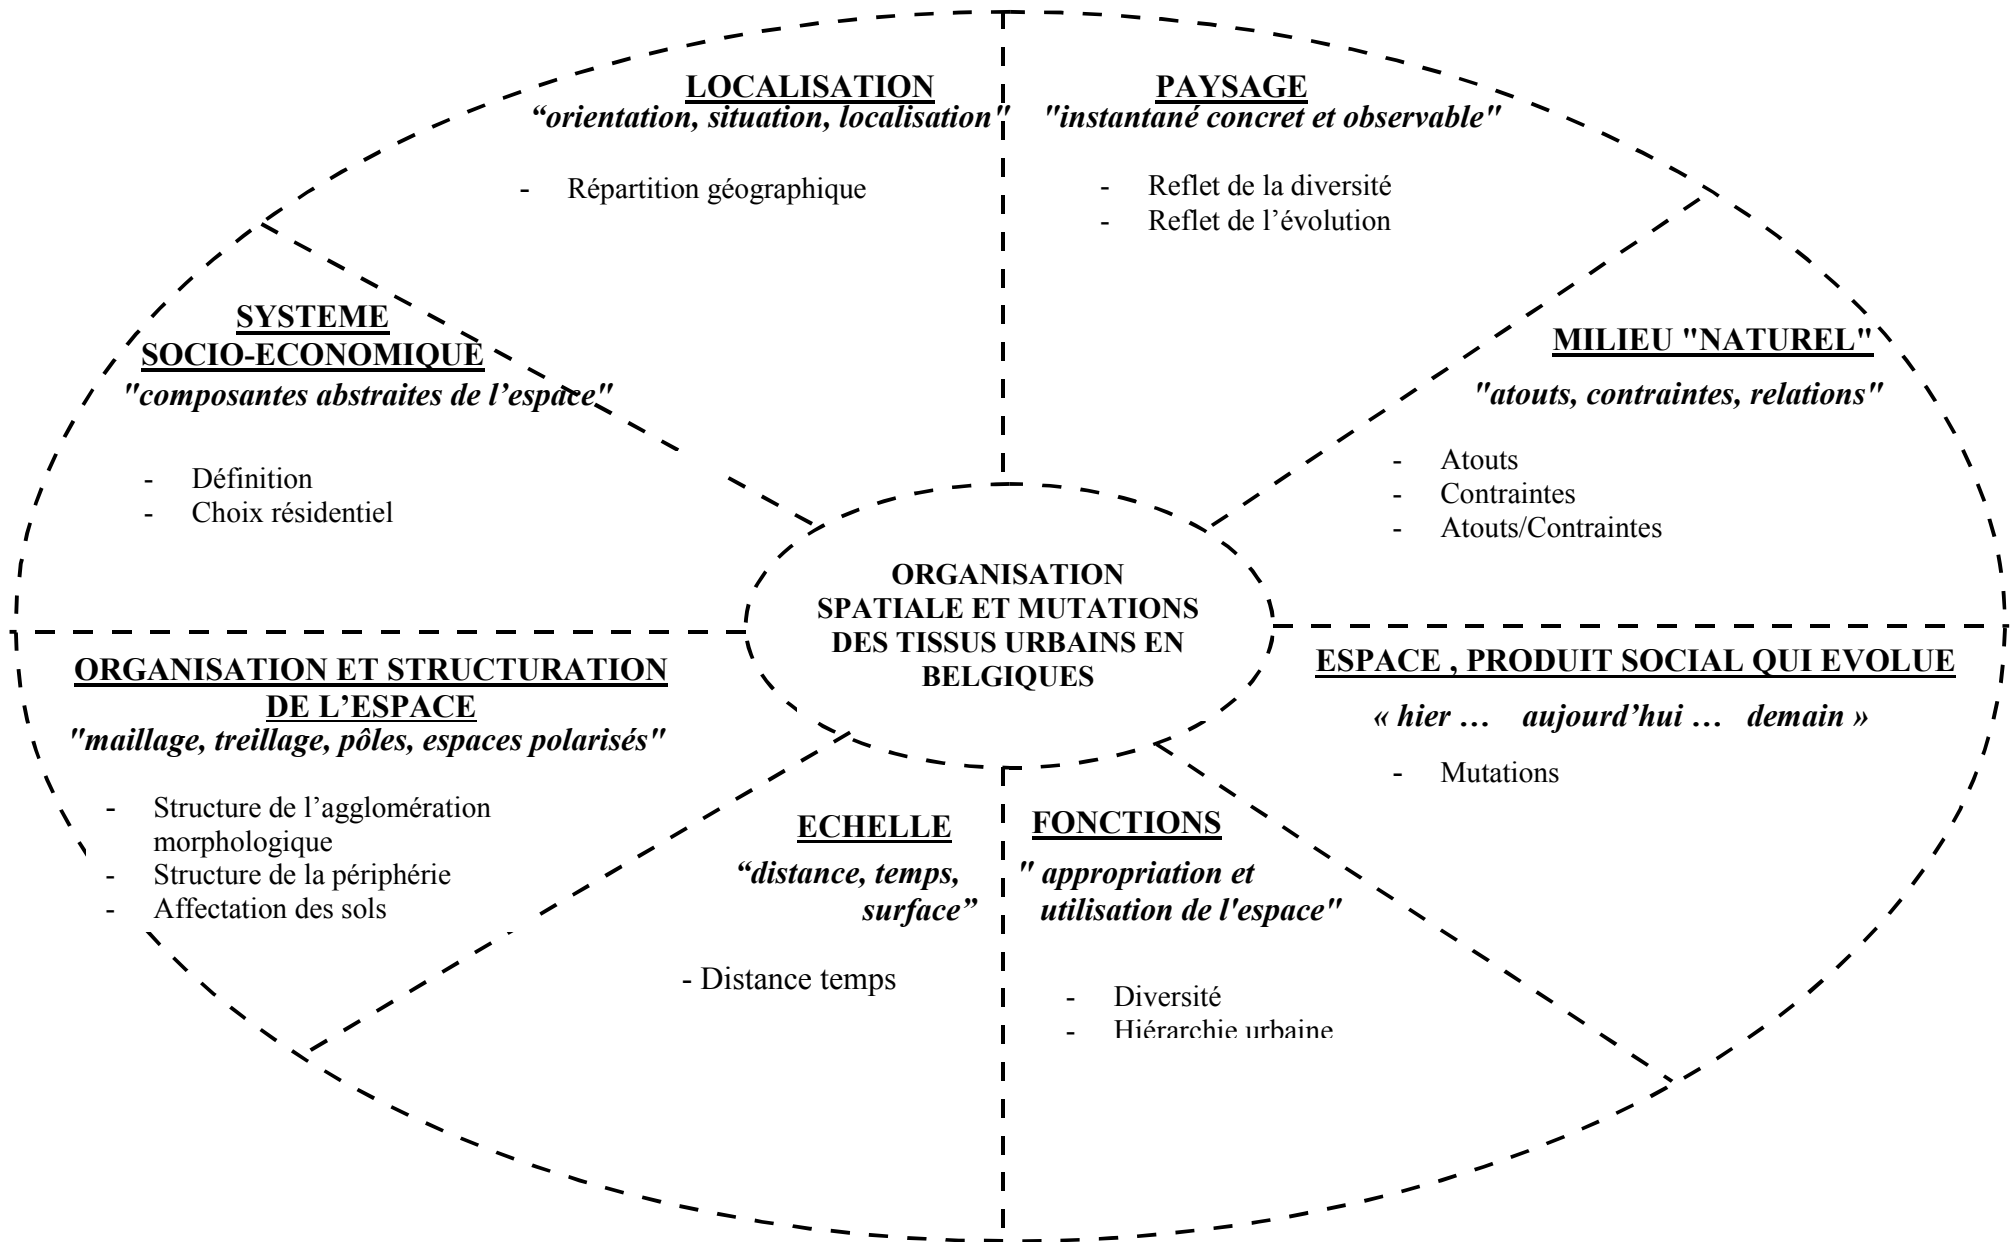 LOCALISATION
“orientation, situation, localisation"
- Répartition géographique
PAYSAGE
"instantané concret et observable"
- Reflet de la diversité
- Reflet de l’évolution
SYSTEME
SOCIO-ECONOMIQUE
"composantes abstraites de l’espace"
- Définition
- Choix résidentiel
MILIEU "NATUREL"
"atouts, contraintes, relations"
- Atouts
- Contraintes
- Atouts/Contraintes
ORGANISATION
SPATIALE ET MUTATIONS
DES TISSUS URBAINS EN
BELGIQUES
ORGANISATION ET STRUCTURATION
DE L’ESPACE
"maillage, treillage, pôles, espaces polarisés"
- Structure de l’agglomération
morphologique
- Structure de la périphérie
- Affectation des sols
ESPACE , PRODUIT SOCIAL QUI EVOLUE
« hier … aujourd’hui … demain »
- Mutations
ECHELLE
“distance, temps,
surface”
- Distance temps
FONCTIONS
" appropriation et
utilisation de l'espace"
- Diversité
- Hiérarchie urbaine